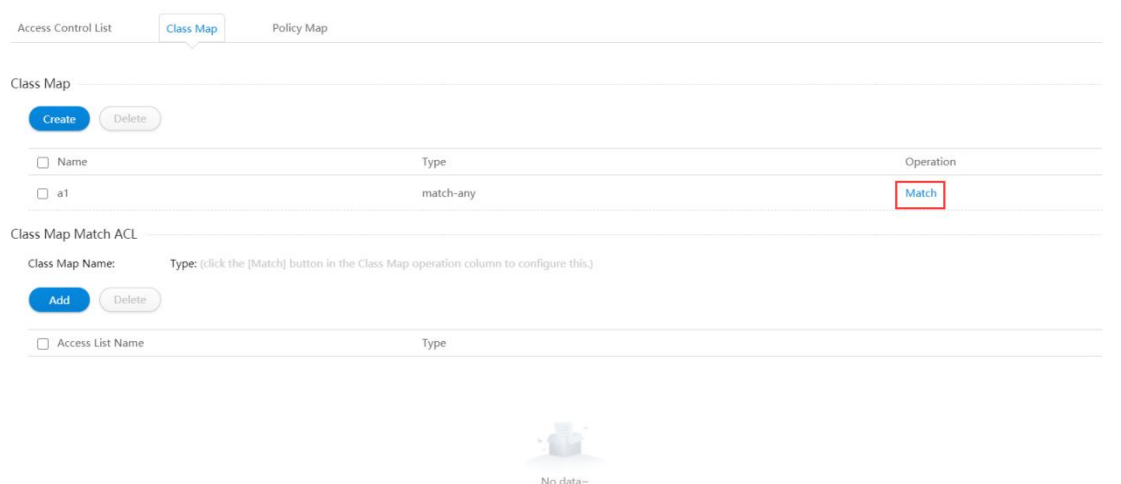 Access Control List Class Map Policy Map
Class Map
Create Delete
Name Type Operation
a1 match-any Match
Class Map Match ACL
Class Map Name: Type: (click the [Match] button in the Class Map operation column to configure this.)
Add Delete
Access List Name Type
No data~